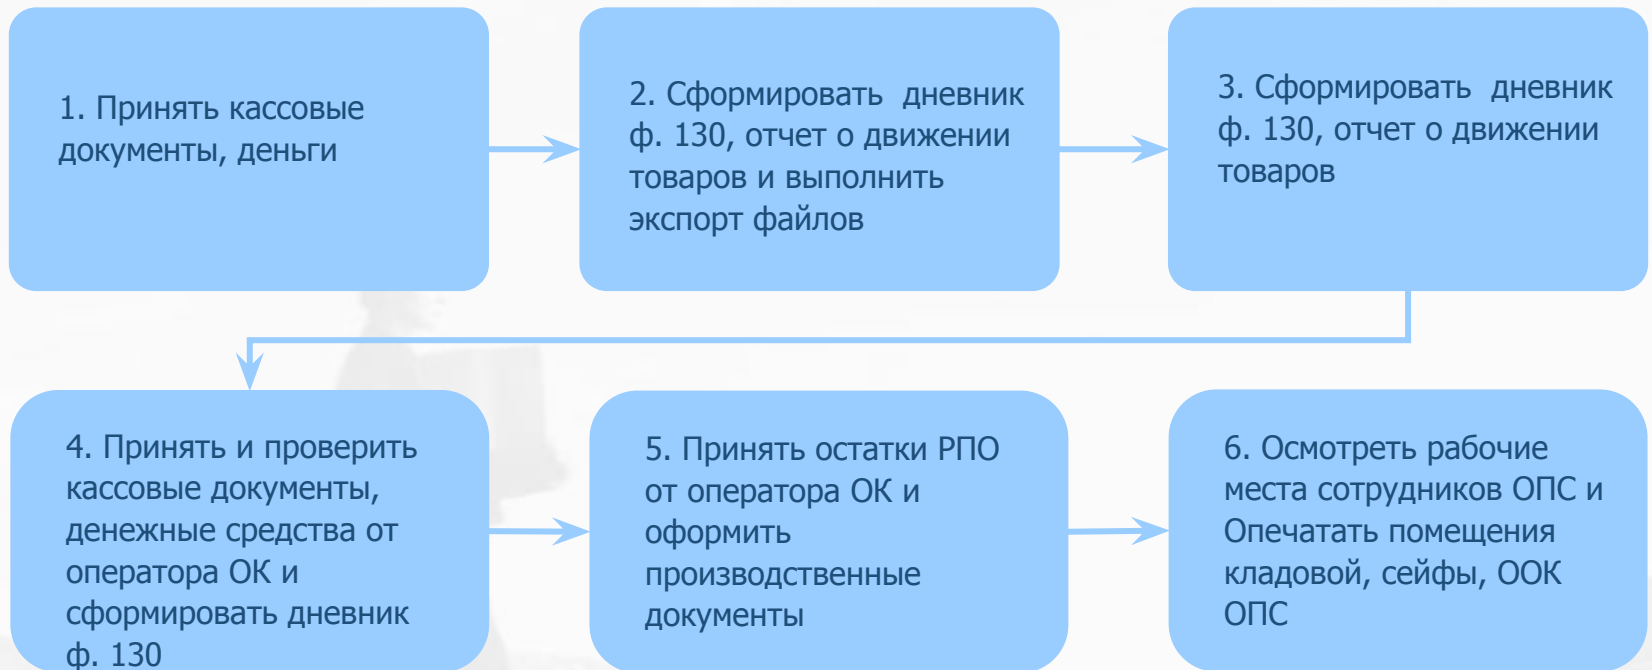 1. Принять кассовые
документы, деньги
2. Сформировать дневник
ф. 130, отчет о движении
товаров и выполнить
экспорт файлов
3. Сформировать дневник
ф. 130, отчет о движении
товаров
4. Принять и проверить
кассовые документы,
денежные средства от
оператора ОК и
сформировать дневник
ф. 130
5. Принять остатки РПО
от оператора ОК и
оформить
производственные
документы
6. Осмотреть рабочие
места сотрудников ОПС и
Опечатать помещения
кладовой, сейфы, ООК
ОПС